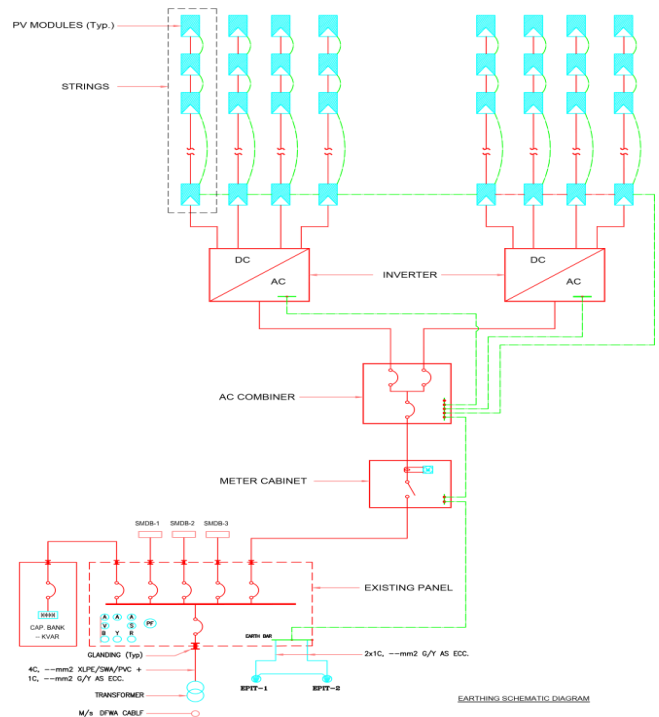 PV MODULES (Typ.)
STRINGS
DC
AC
INVERTER
DC
AC
AC COMBINER
METER CABINET
SMDB-1
SMDB-2
SMDB-3
EXISTING PANEL
CAP. BANK
-- KVAR
A
A
A
V
S
PF
B
Y
R
GLANDING (Typ)
EARTH BAR
2x1C, --mm2 G/Y AS ECC.
4C, --mm2 XLPE/SWA/PVC +
1C, --mm2 G/Y AS ECC.
EPIT-1
EPIT-2
TRANSFORMER
EARTHING SCHEMATIC DIAGRAM
M/s DFWA CABLF